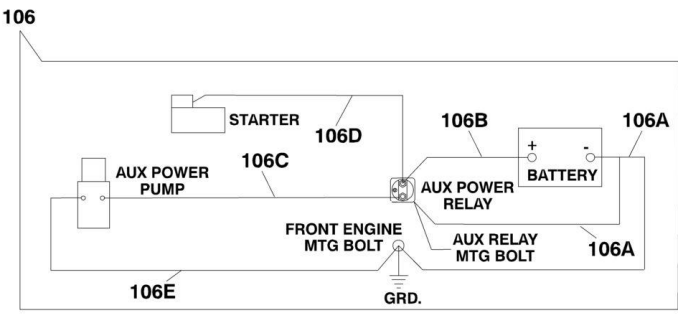 106
STARTER
106D
106B
106A
+
-
BATTERY
106C
AUX POWER
PUMP
AUX POWER
RELAY
FRONT ENGINE
MTG BOLT
AUX RELAY
MTG BOLT
106A
106E
GRD.